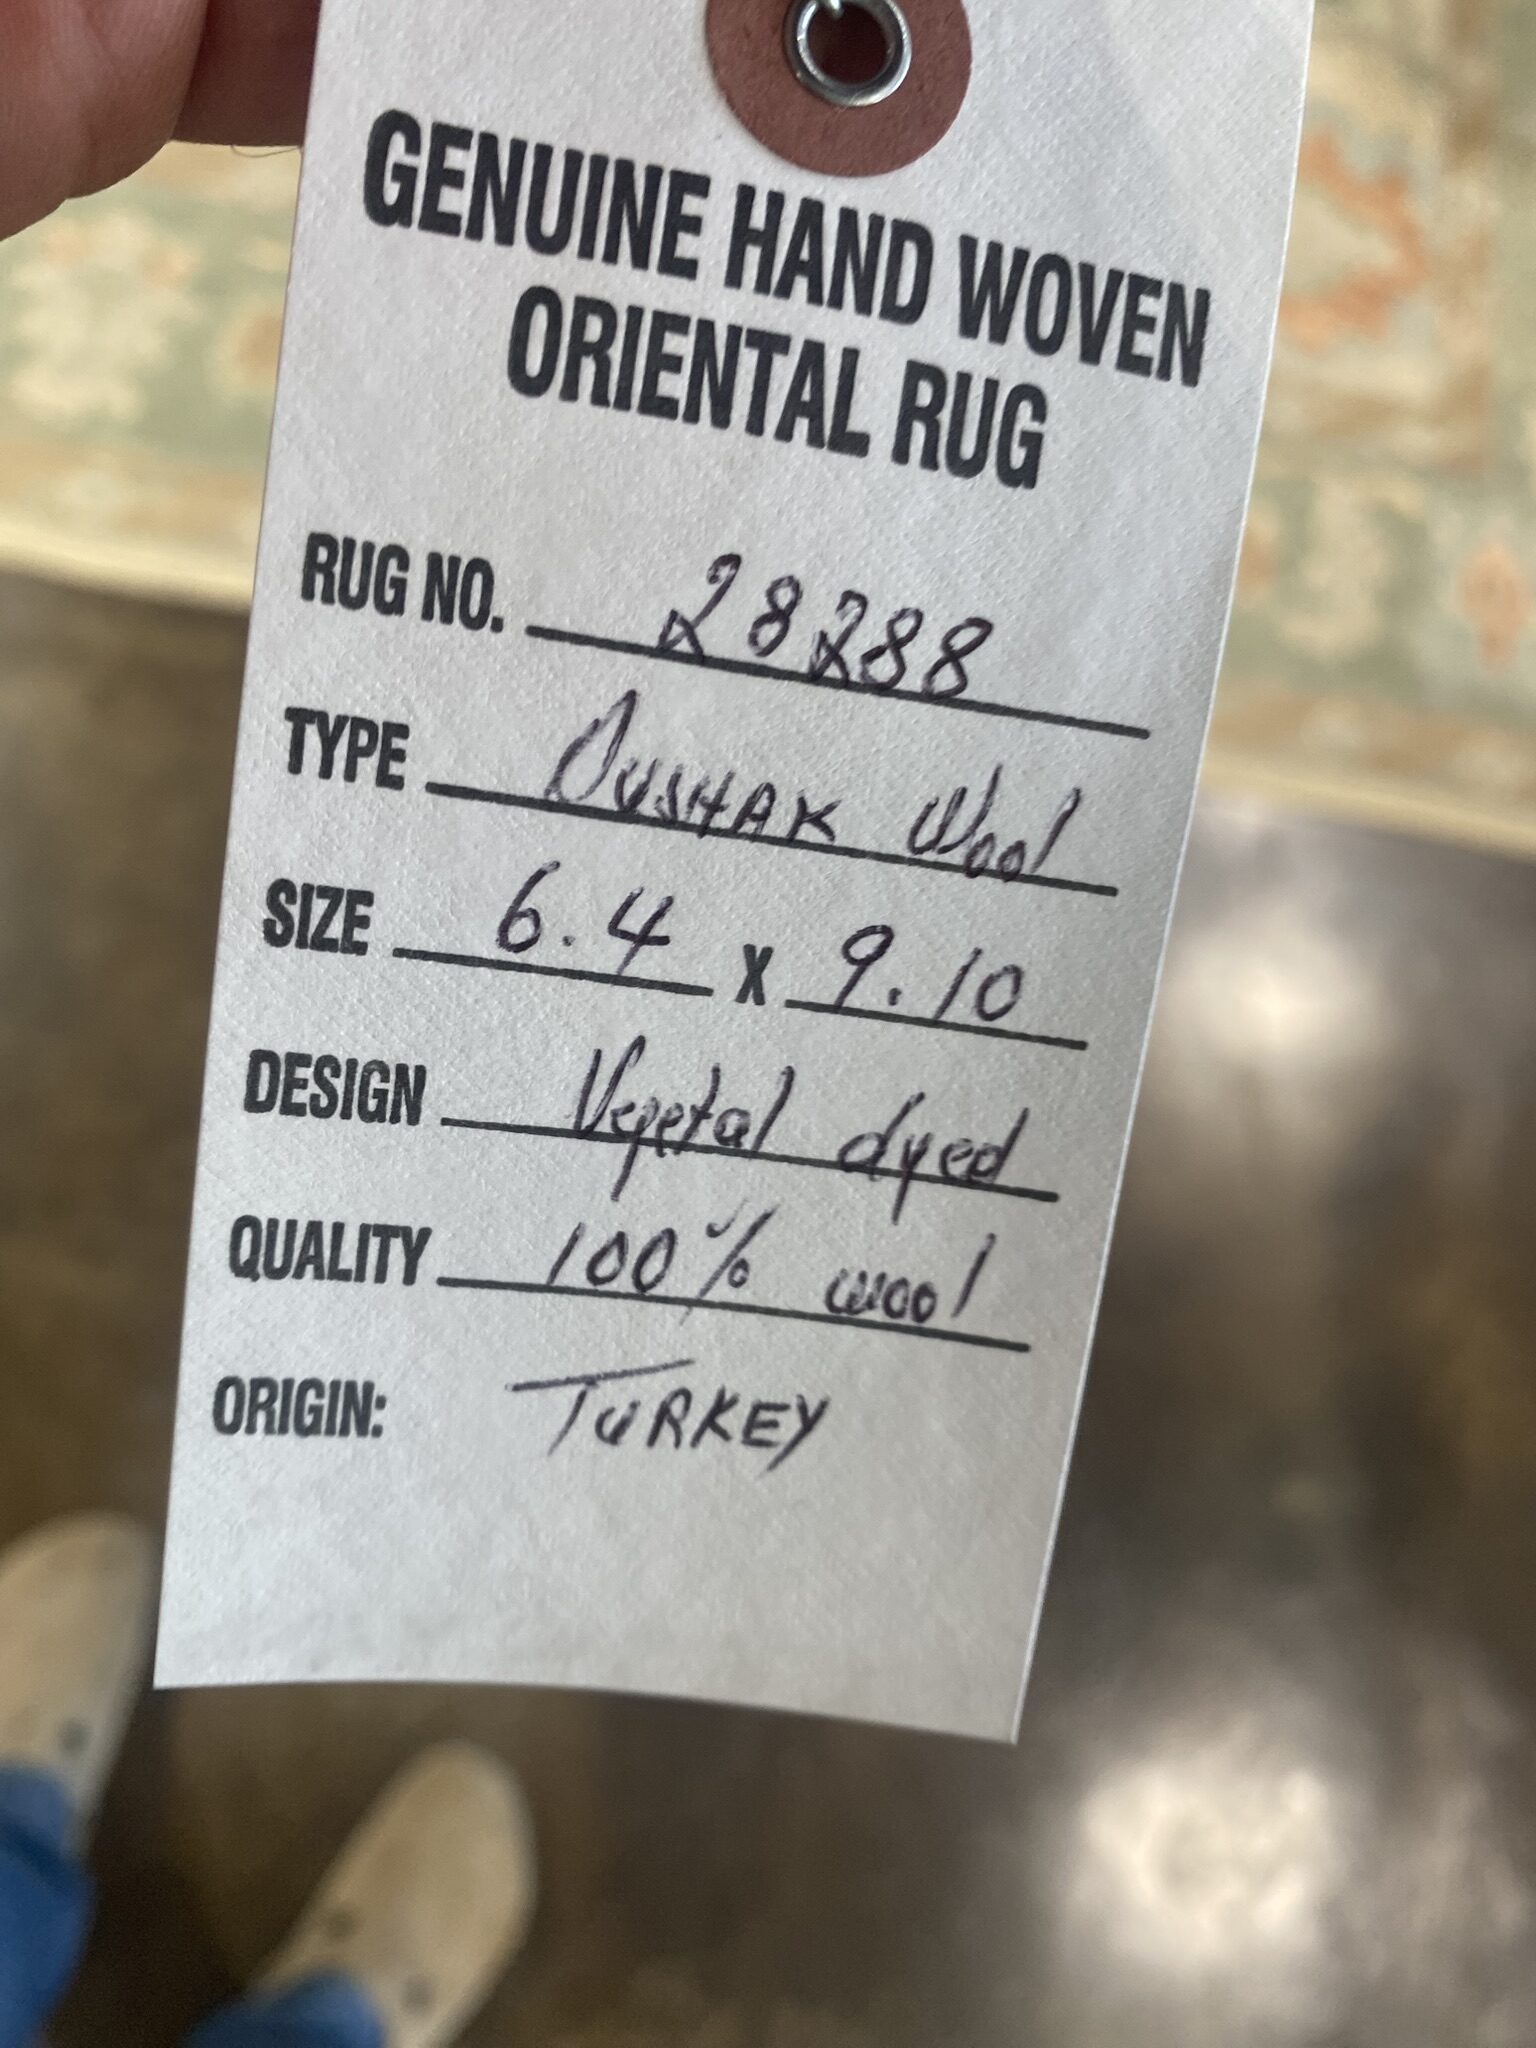 GENUINE HAND WOVEN
ORIENTAL RUG
RUG NO. 28288
TYPE OUSHAK Wool
SIZE 6.4 X 9.10
DESIGN Vegetal dyed
QUALITY 100% wool
ORIGIN: TURKEY